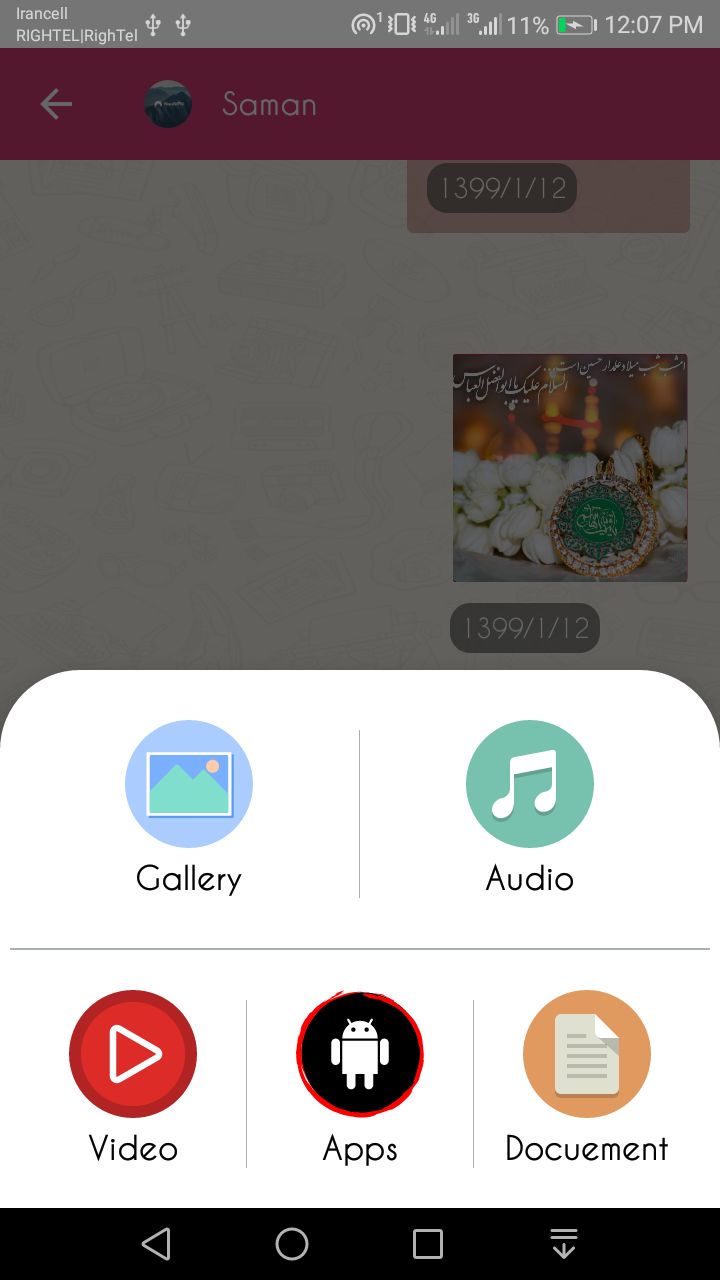 Irancell
RIGHTEL|RighTel
1 4G 3G 11% 12:07 PM
Saman
1399/1/12
امشب شب میلاد علمدار حسین است...
السلام علیک یا ابوالفضل العباس
1399/1/12
Gallery
Audio
Video
Apps
Docuement